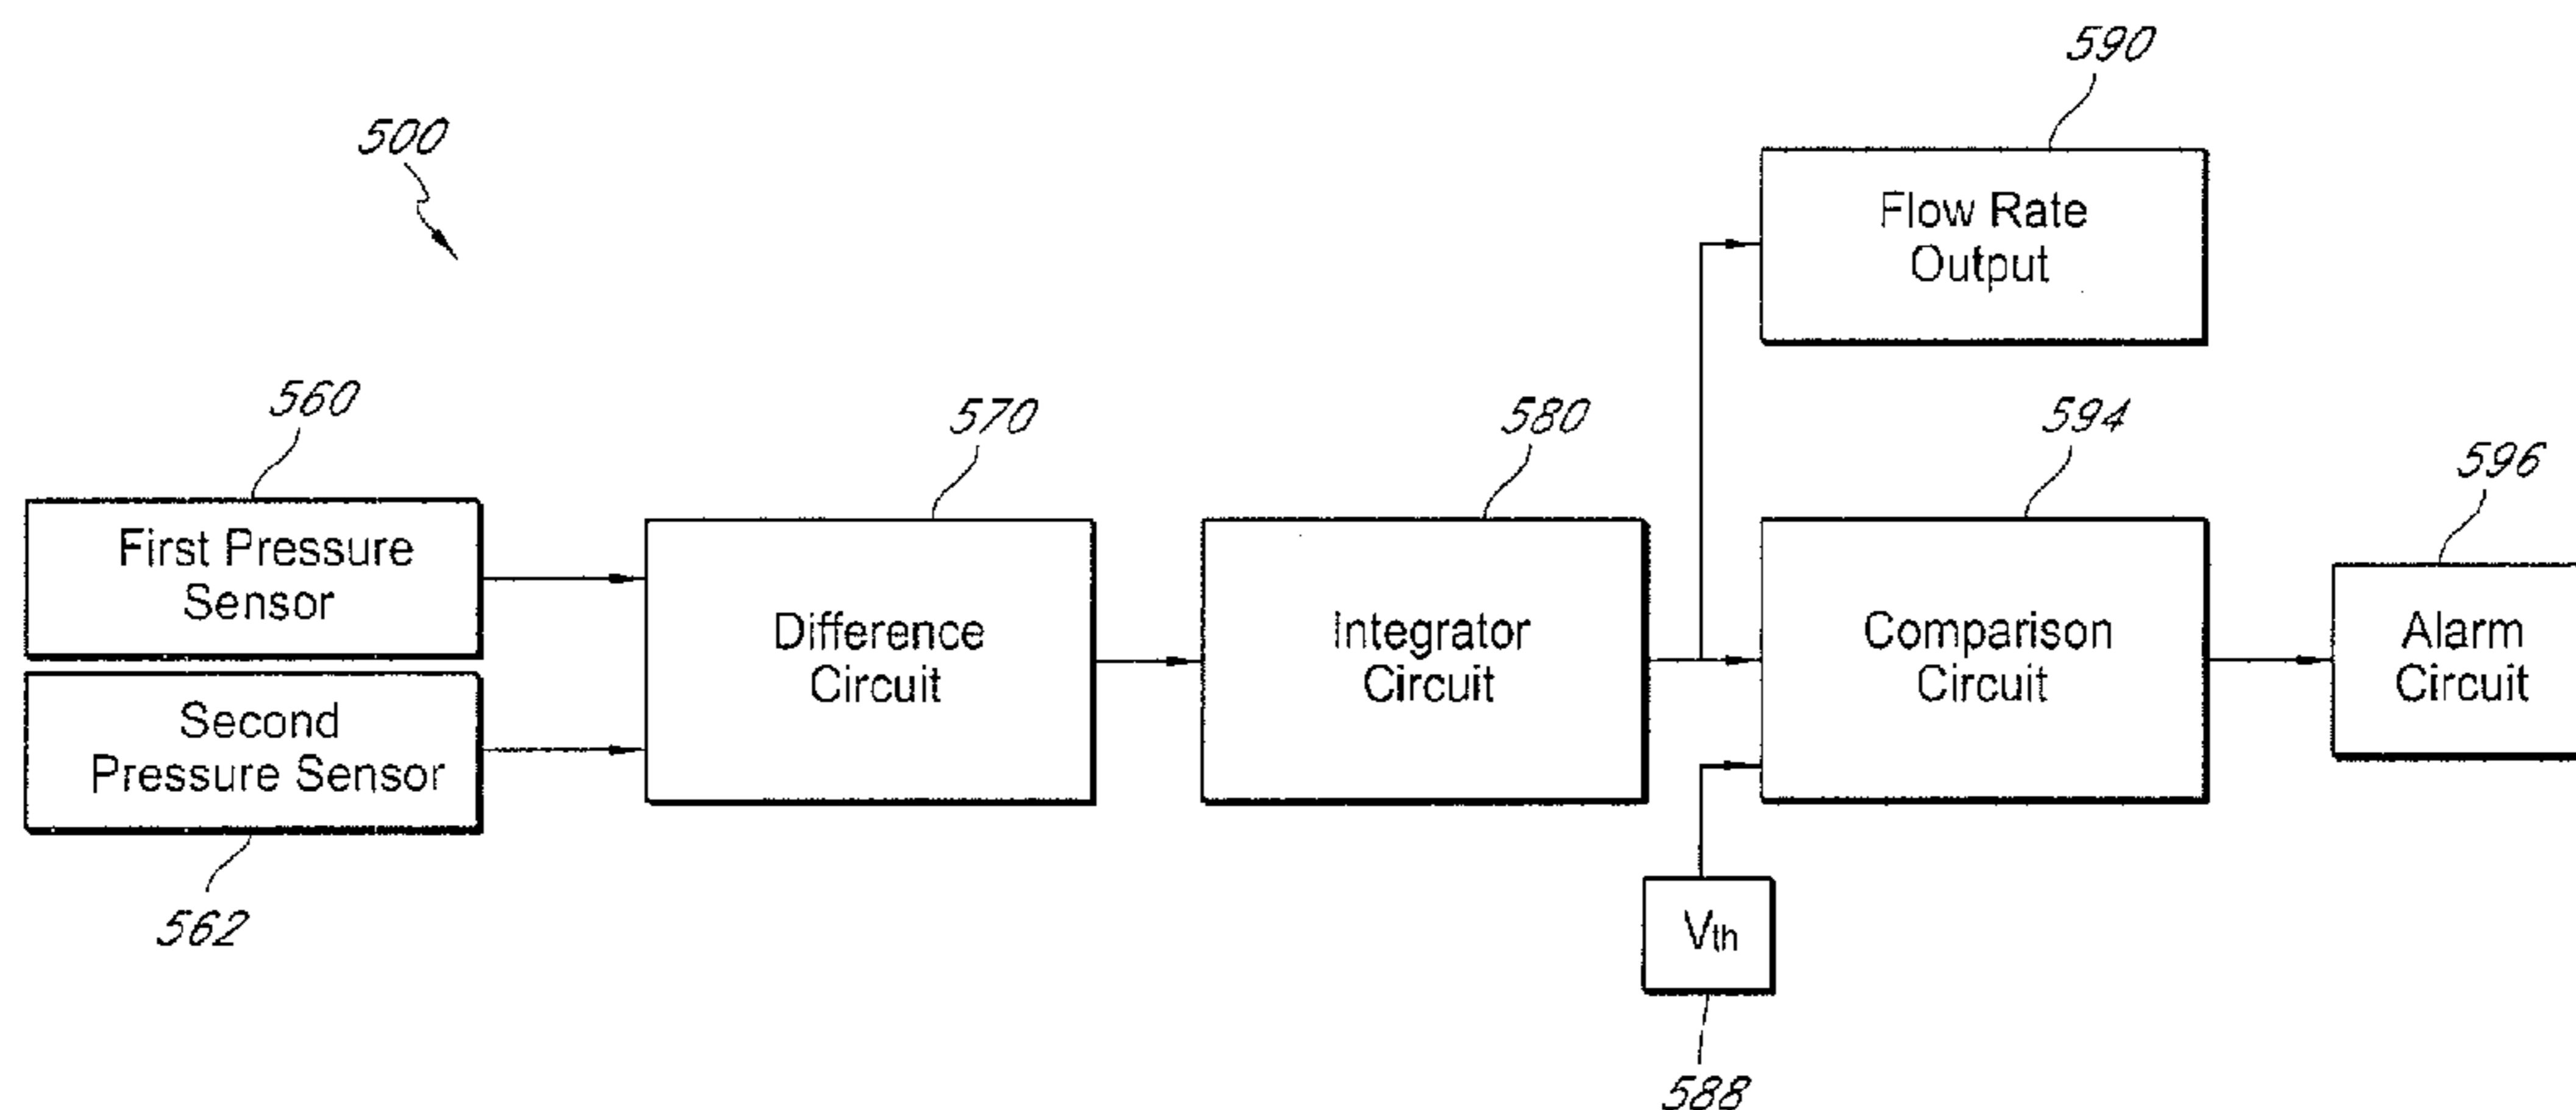 590
500
Flow Rate
Output
560
570
580
594
596
First Pressure
Sensor
Second
Pressure Sensor
Difference
Circuit
Integrator
Circuit
Comparison
Circuit
Alarm
Circuit
562
Vth
588